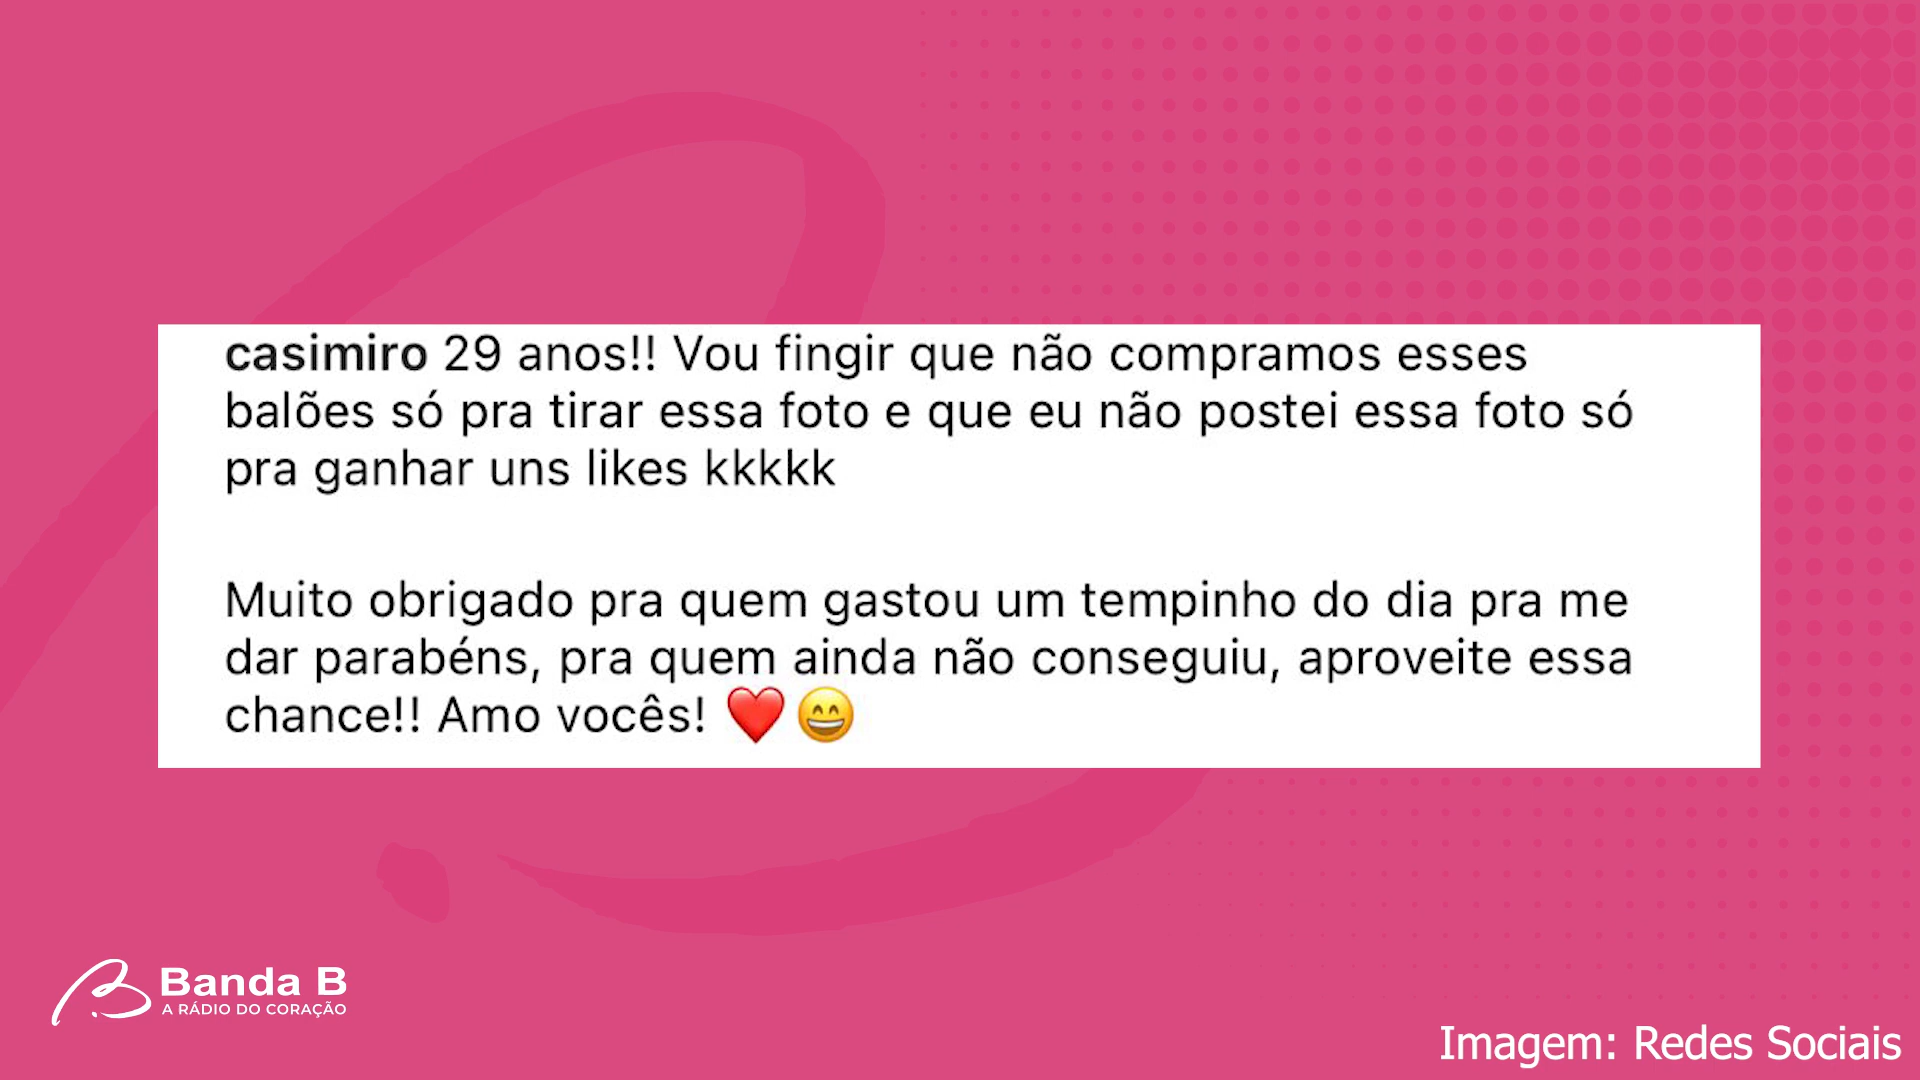 casimiro 29 anos!! Vou fingir que não compramos esses
balões só pra tirar essa foto e que eu não postei essa foto só
pra ganhar uns likes kkkkk
Muito obrigado pra quem gastou um tempinho do dia pra me
dar parabéns, pra quem ainda não conseguiu, aproveite essa
chance!! Amo vocês! ❤️😄
Banda B
A RÁDIO DO CORAÇÃO
Imagem: Redes Sociais